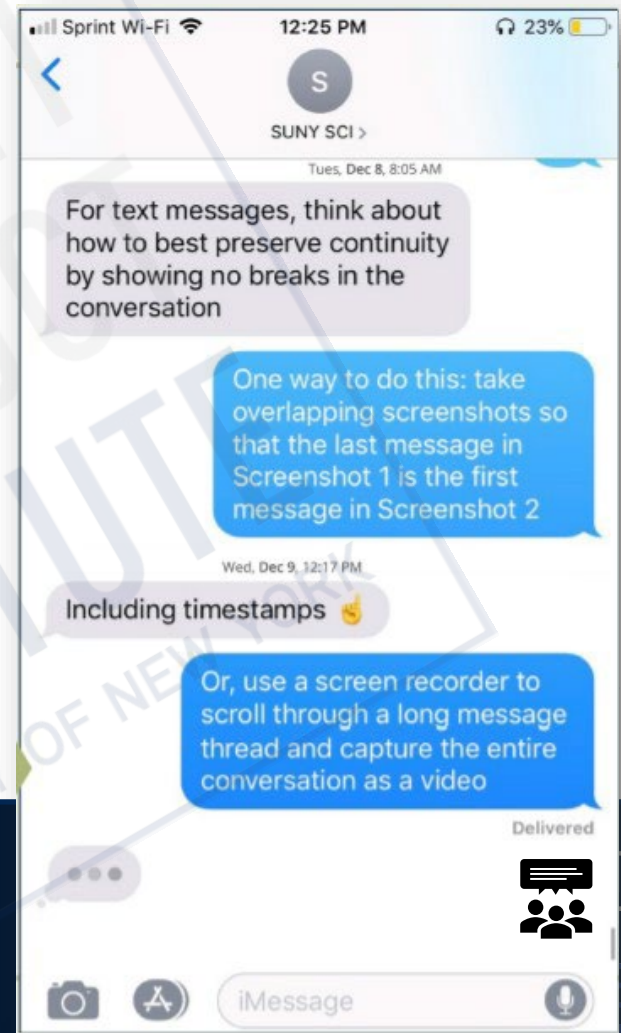 Sprint Wi-Fi 12:25 PM 23%
S
SUNY SCI >
Tues, Dec 8, 8:05 AM
For text messages, think about
how to best preserve continuity
by showing no breaks in the
conversation
One way to do this: take
overlapping screenshots so
that the last message in
Screenshot 1 is the first
message in Screenshot 2
Wed, Dec 9, 12:17 PM
Including timestamps ☝️
Or, use a screen recorder to
scroll through a long message
thread and capture the entire
conversation as a video
Delivered
iMessage
OF NEW YORK